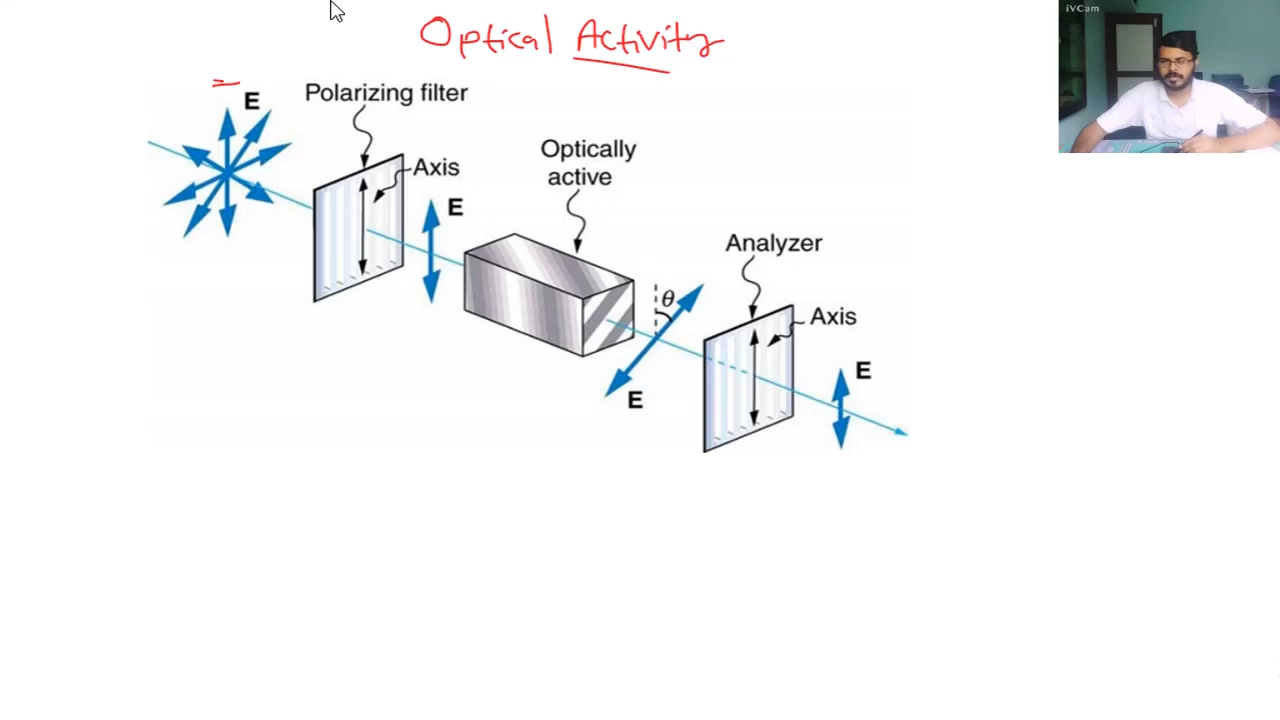 iVCam
Optical Activity
E
Polarizing filter
Axis
E
Optically
active
θ
E
Analyzer
Axis
E